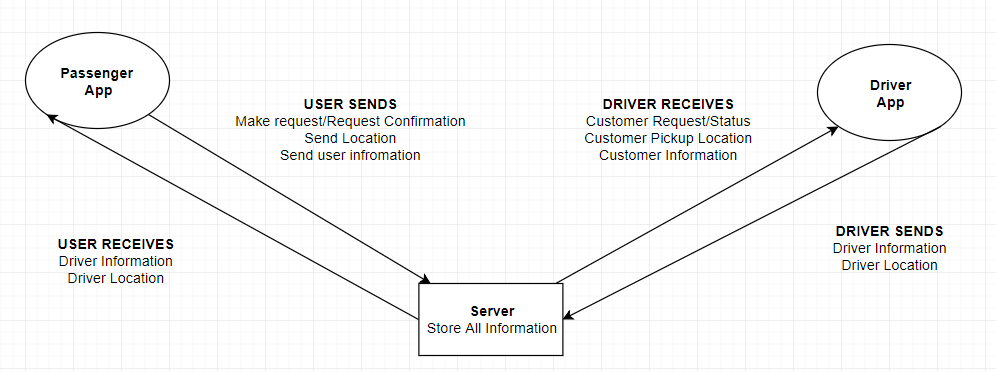 Passenger
App
USER SENDS
Make request/Request Confirmation
Send Location
Send user infromation
DRIVER RECEIVES
Customer Request/Status
Customer Pickup Location
Customer Information
Driver
App
USER RECEIVES
Driver Information
Driver Location
DRIVER SENDS
Driver Information
Driver Location
Server
Store All Information